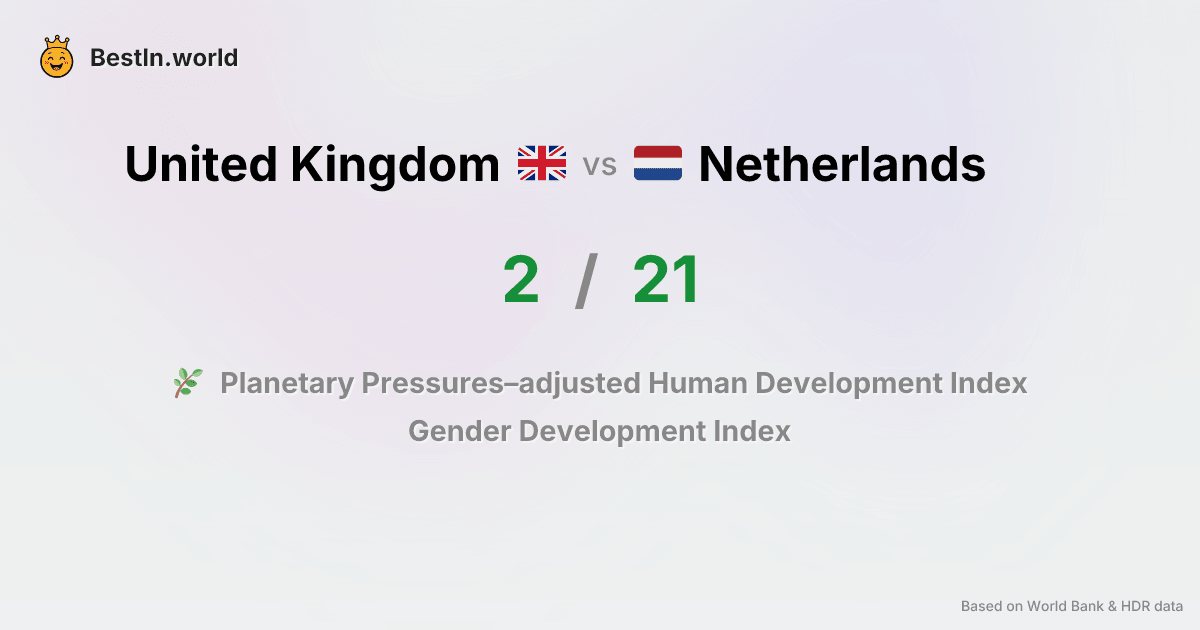 BestIn.world
United Kingdom vs Netherlands
2 / 21
Planetary Pressures–adjusted Human Development Index
Gender Development Index
Based on World Bank & HDR data